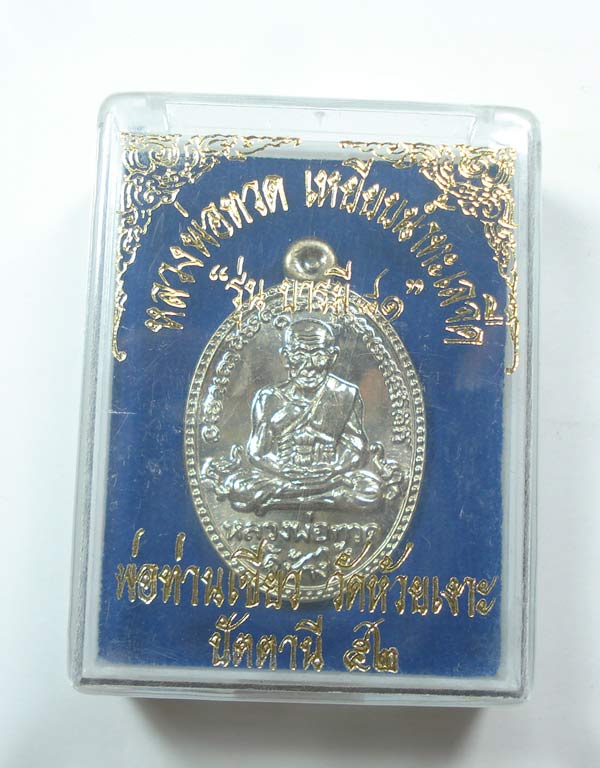 หลวงพ่อทวด เหยียบน้ำทะเลจืด
“รุ่น บารมี ๘๑”
หลวงพ่อทวด
พ่อท่านเขียว วัดห้วยเงาะ
ปัตตานี ๕๒